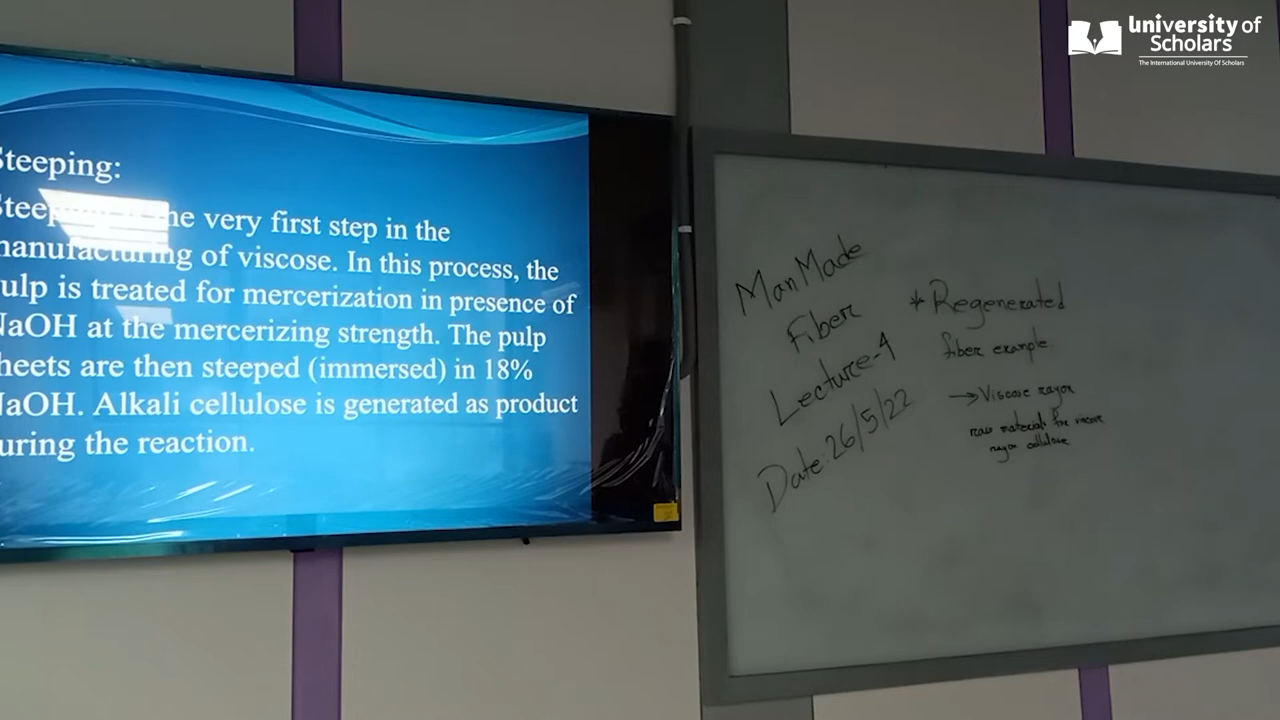 University of
Scholars
The International University Of Scholars
teeping:
the very first step in the
anufacturing of viscose. In this process, the
ulp is treated for mercerization in presence of
NaOH at the mercerizing strength. The pulp
heets are then steeped (immersed) in 18%
NaOH. Alkali cellulose is generated as product
uring the reaction.
Man Made
Fiber
Lecture-4
Date: 26/5/22
* Regenerated
fiber example
→ Viscose rayon
raw materials for viscose
rayon cellulose